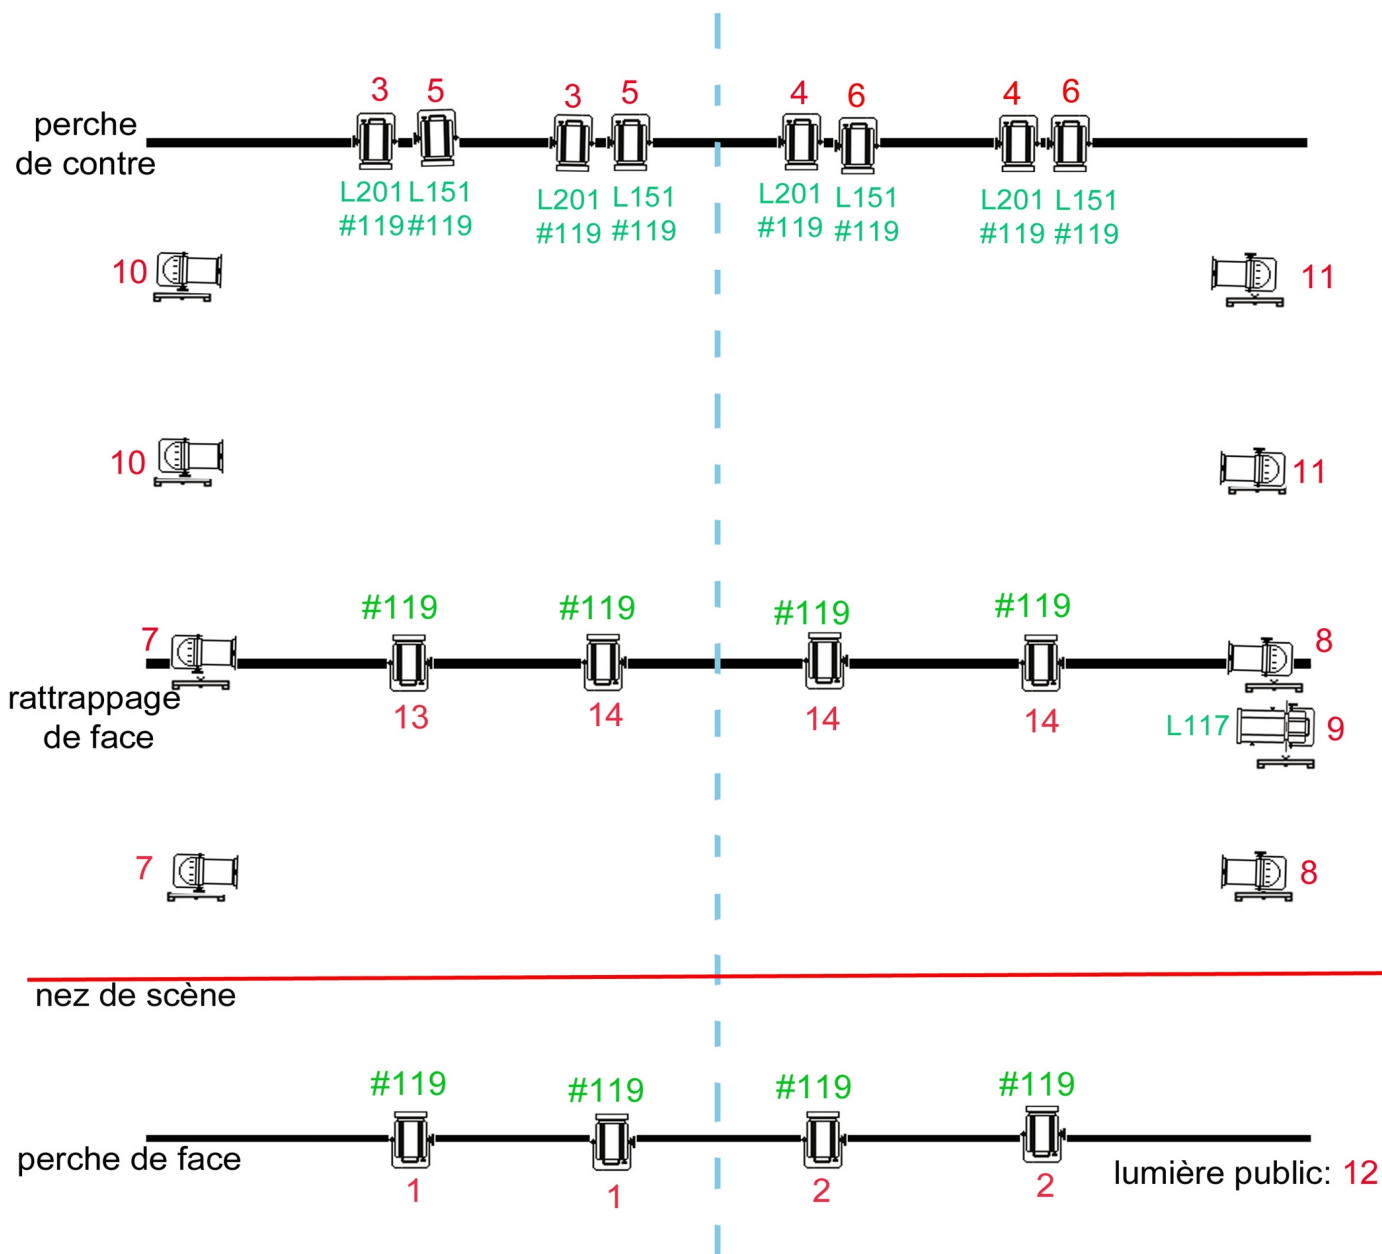 3 5 3 5 4 6 4 6
perche
de contre
L201 L151 L201 L151 L201 L151 L201 L151
#119 #119 #119 #119 #119 #119 #119 #119
10 11
10 11
#119 #119 #119 #119
7 8
rattrappage
de face
13 14 14 14
L117 9
7 8
nez de scène
#119 #119 #119 #119
perche de face
lumière public: 12
1 1 2 2